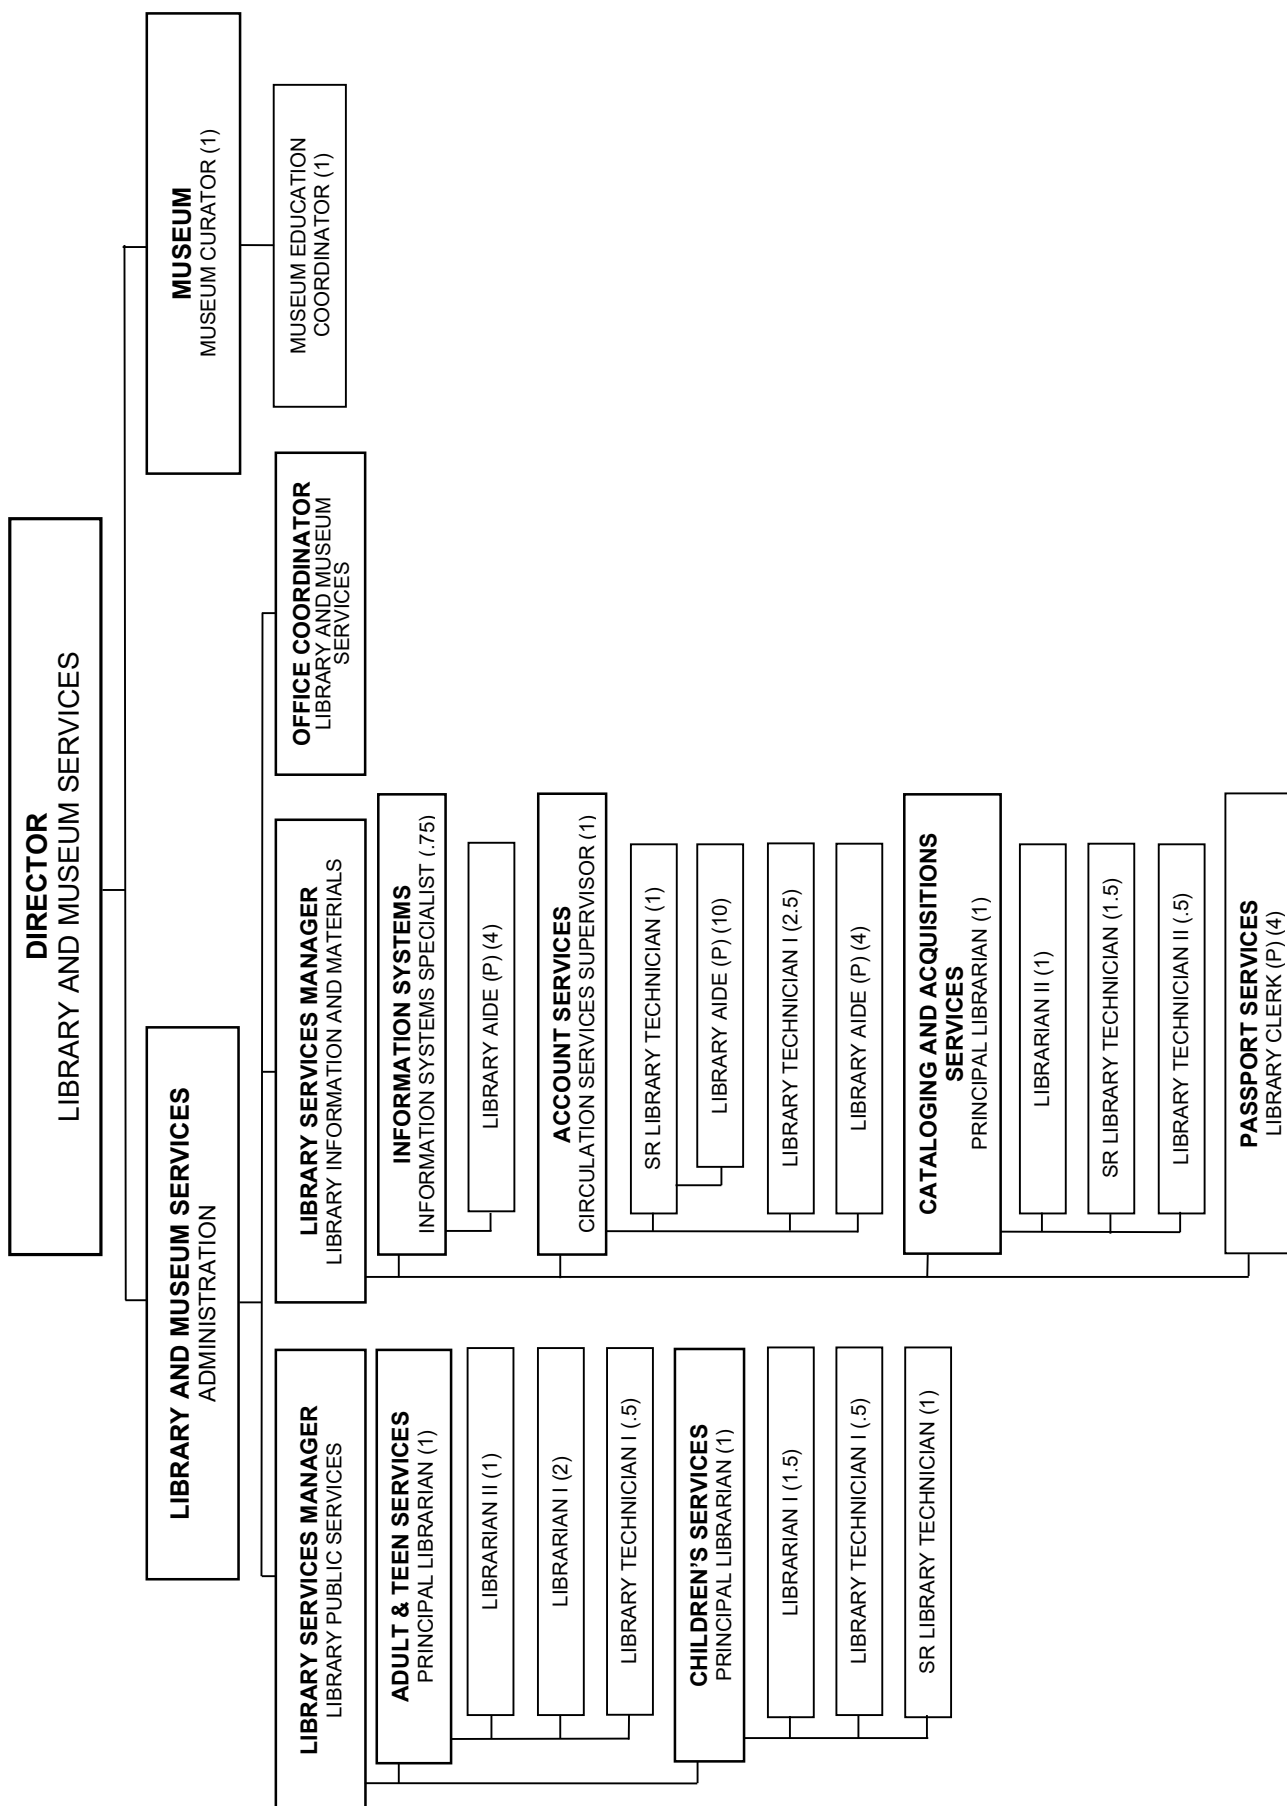 DIRECTOR
LIBRARY AND MUSEUM SERVICES
LIBRARY AND MUSEUM SERVICES
ADMINISTRATION
MUSEUM
MUSEUM CURATOR (1)
MUSEUM EDUCATION
COORDINATOR (1)
LIBRARY SERVICES MANAGER
LIBRARY PUBLIC SERVICES
ADULT & TEEN SERVICES
PRINCIPAL LIBRARIAN (1)
LIBRARIAN II (1)
LIBRARIAN I (2)
LIBRARY TECHNICIAN I (.5)
CHILDREN'S SERVICES
PRINCIPAL LIBRARIAN (1)
LIBRARIAN I (1.5)
LIBRARY TECHNICIAN I (.5)
SR LIBRARY TECHNICIAN (1)
LIBRARY SERVICES MANAGER
LIBRARY INFORMATION AND MATERIALS
INFORMATION SYSTEMS
INFORMATION SYSTEMS SPECIALIST (.75)
LIBRARY AIDE (P) (4)
ACCOUNT SERVICES
CIRCULATION SERVICES SUPERVISOR (1)
SR LIBRARY TECHNICIAN (1)
LIBRARY AIDE (P) (10)
LIBRARY TECHNICIAN I (2.5)
LIBRARY AIDE (P) (4)
CATALOGING AND ACQUISITIONS
SERVICES
PRINCIPAL LIBRARIAN (1)
LIBRARIAN II (1)
SR LIBRARY TECHNICIAN (1.5)
LIBRARY TECHNICIAN II (.5)
PASSPORT SERVICES
LIBRARY CLERK (P) (4)
OFFICE COORDINATOR
LIBRARY AND MUSEUM
SERVICES